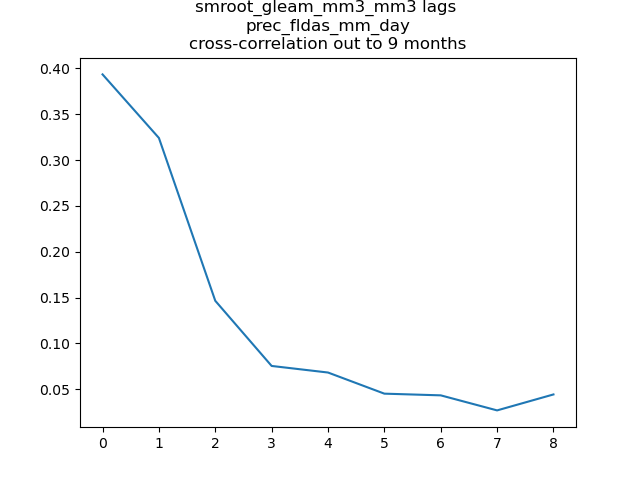 smroot_gleam_mm3_mm3 lags
prec_fldas_mm_day
cross-correlation out to 9 months
0.40
0.35
0.30
0.25
0.20
0.15
0.10
0.05
0 1 2 3 4 5 6 7 8